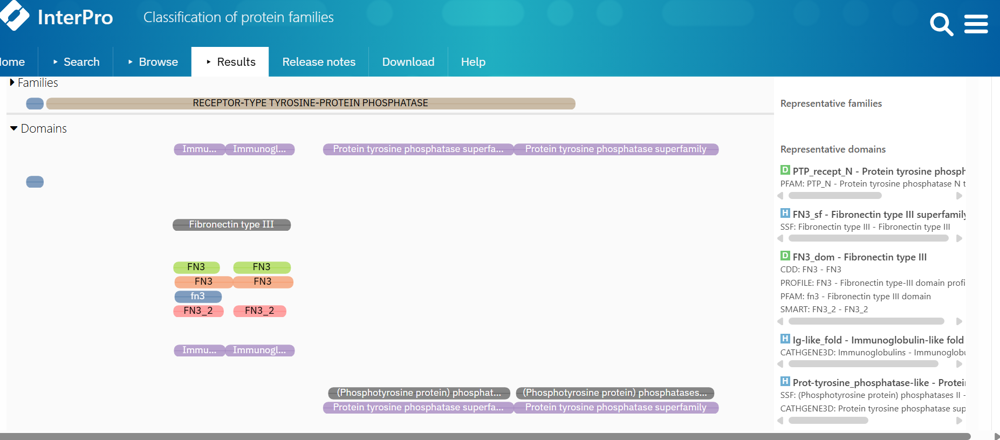 InterPro
Classification of protein families
ome
Search
Browse
Results
Release notes
Download
Help
Families
RECEPTOR-TYPE TYROSINE-PROTEIN PHOSPHATASE
Representative families
Domains
Immu...
Immunogl...
Protein tyrosine phosphatase superfa...
Protein tyrosine phosphatase superfamily
Representative domains
D PTP_recept_N - Protein tyrosine phosph
PFAM: PTP_N - Protein tyrosine phosphatase N t
Fibronectin type III
H FN3_sf - Fibronectin type III superfamily
SSF: Fibronectin type III - Fibronectin type III
D FN3_dom - Fibronectin type III
FN3
FN3
CDD: FN3 - FN3
FN3
FN3
PROFILE: FN3 - Fibronectin type-III domain profi
fn3
PFAM: fn3 - Fibronectin type III domain
FN3_2
FN3_2
SMART: FN3_2 - FN3_2
H Ig-like_fold - Immunoglobulin-like fold
Immu...
Immunogl...
CATHGENE3D: Immunoglobulins - Immunoglobu
H Prot-tyrosine_phosphatase-like - Protei
(Phosphotyrosine protein) phosphat...
(Phosphotyrosine protein) phosphatases...
SSF: (Phosphotyrosine protein) phosphatases II -
Protein tyrosine phosphatase superfa...
Protein tyrosine phosphatase superfamily
CATHGENE3D: Protein tyrosine phosphatase sup